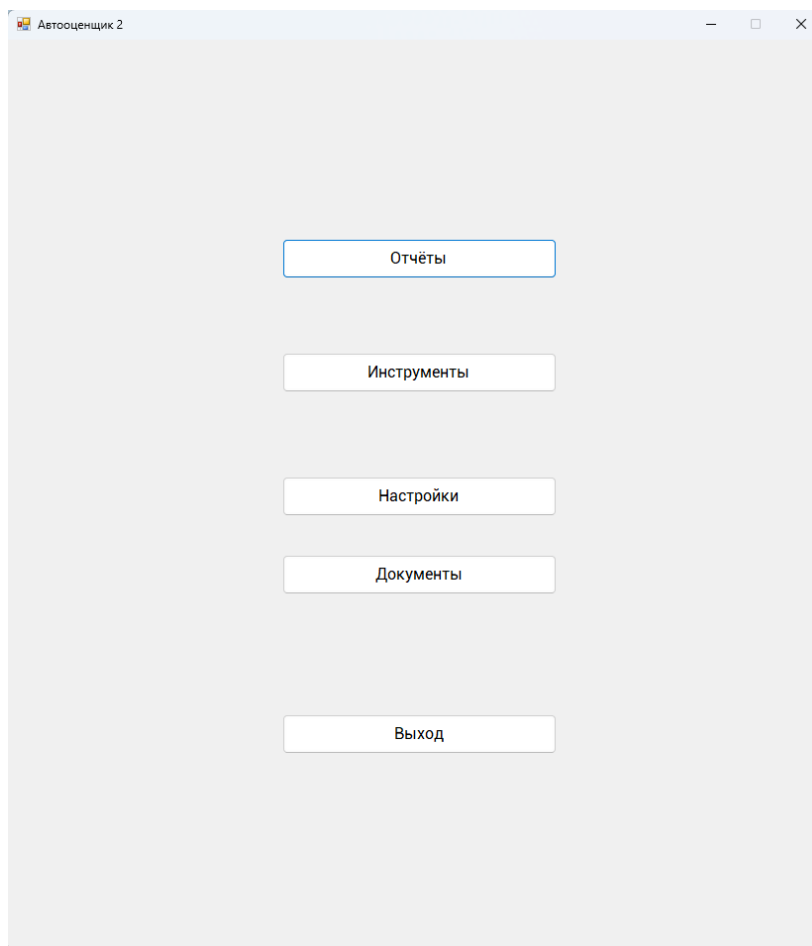 Автооценщик 2
Отчёты
Инструменты
Настройки
Документы
Выход